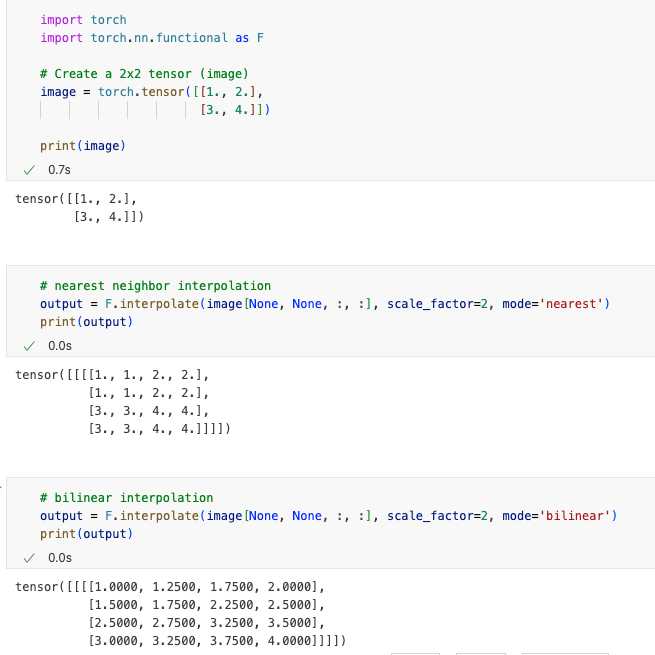 import torch
import torch.nn.functional as F
# Create a 2x2 tensor (image)
image = torch.tensor([[1., 2.],
[3., 4.]])
print(image)
✓ 0.7s
tensor([[1., 2.],
[3., 4.]])
# nearest neighbor interpolation
output = F.interpolate(image[None, None, :, :], scale_factor=2, mode='nearest')
print(output)
✓ 0.0s
tensor([[[[1., 1., 2., 2.],
[1., 1., 2., 2.],
[3., 3., 4., 4.],
[3., 3., 4., 4.]]]])
# bilinear interpolation
output = F.interpolate(image[None, None, :, :], scale_factor=2, mode='bilinear')
print(output)
✓ 0.0s
tensor([[[[1.0000, 1.2500, 1.7500, 2.0000],
[1.5000, 1.7500, 2.2500, 2.5000],
[2.5000, 2.7500, 3.2500, 3.5000],
[3.0000, 3.2500, 3.7500, 4.0000]]]])